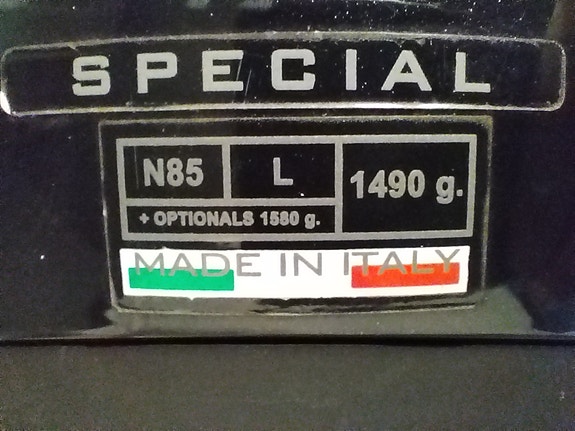 SPECIAL
N85 L 1490 g.
+ OPTIONALS 1580 g.
MADE IN ITALY